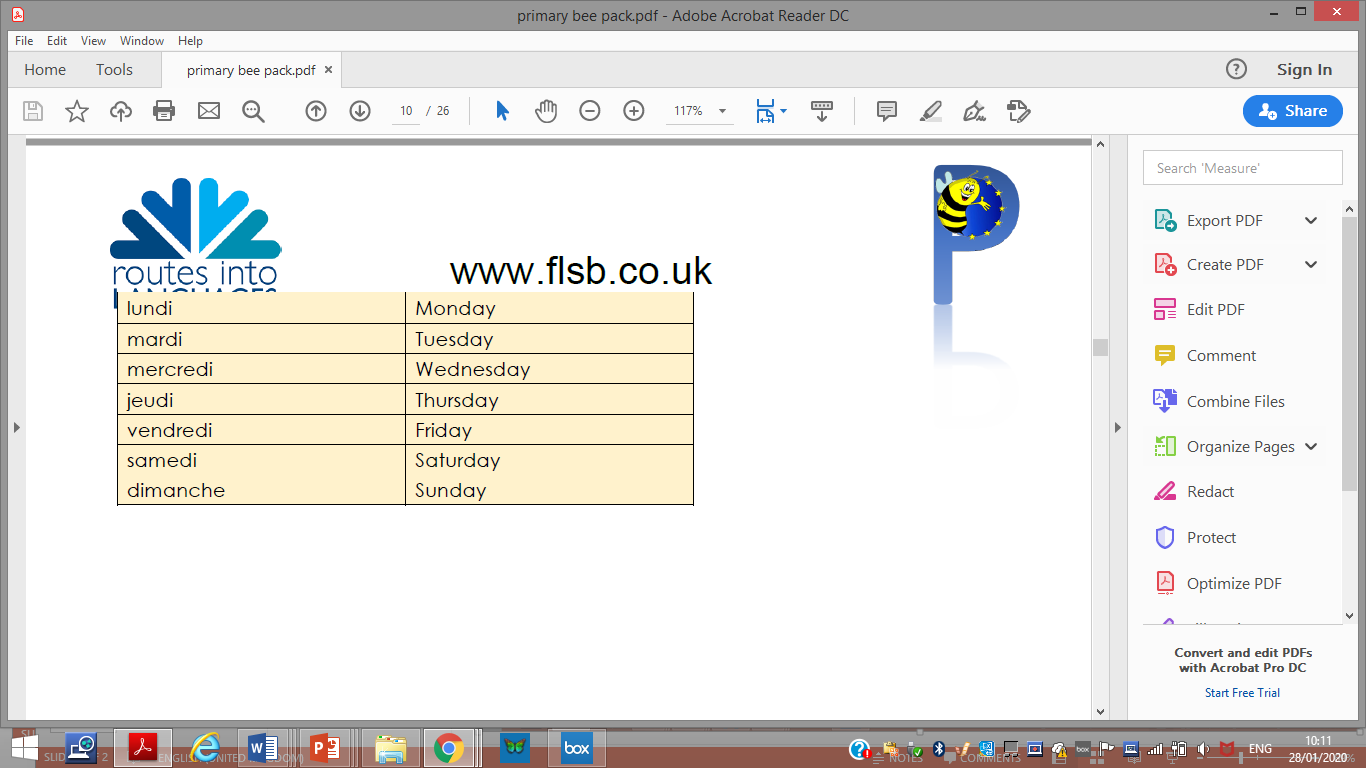 primary bee pack.pdf - Adobe Acrobat Reader DC
File Edit View Window Help
Home Tools primary bee pack.pdf × Sign In
10 / 26 117% Share
routes into
LANGUAGES
www.flsb.co.uk
P
lundi Monday
mardi Tuesday
mercredi Wednesday
jeudi Thursday
vendredi Friday
samedi Saturday
dimanche Sunday
Search 'Measure'
Export PDF
Create PDF
Edit PDF
Comment
Combine Files
Organize Pages
Redact
Protect
Optimize PDF
Convert and edit PDFs
with Acrobat Pro DC
Start Free Trial
box
ENG
10:11
28/01/2020
NOTES COMMENTS